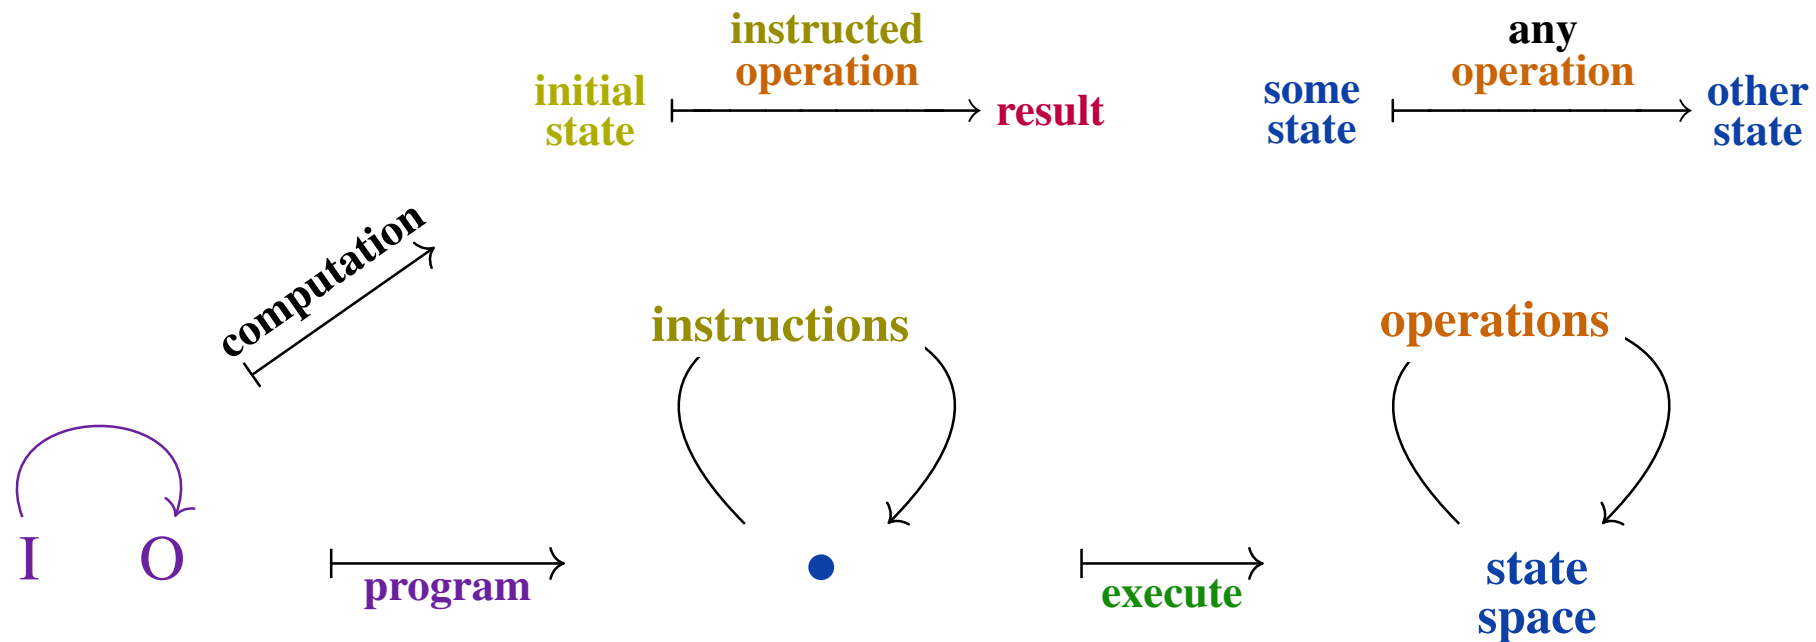 instructed
operation
initial
state
result
any
operation
some
state
other
state
computation
instructions
operations
I O
program
execute
state
space